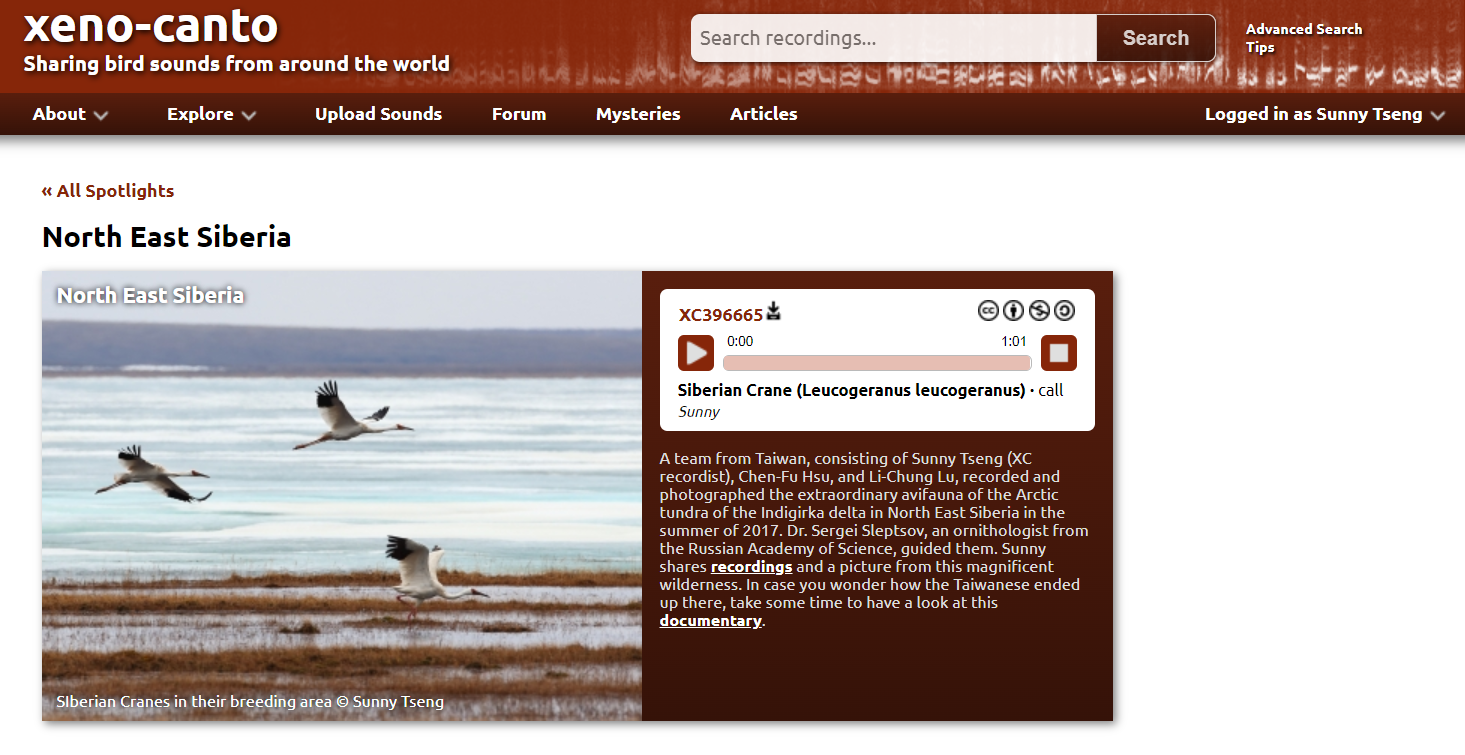 xeno-canto
Sharing bird sounds from around the world
Search recordings...
Search
Advanced Search
Tips
About
Explore
Upload Sounds
Forum
Mysteries
Articles
Logged in as Sunny Tseng
« All Spotlights
North East Siberia
North East Siberia
SIberian Cranes in their breeding area © Sunny Tseng
XC396665
cc
0:00
1:01
Siberian Crane (Leucogeranus leucogeranus) · call
Sunny
A team from Taiwan, consisting of Sunny Tseng (XC
recordist), Chen-Fu Hsu, and Li-Chung Lu, recorded and
photographed the extraordinary avifauna of the Arctic
tundra of the Indigirka delta in North East Siberia in the
summer of 2017. Dr. Sergei Sleptsov, an ornithologist from
the Russian Academy of Science, guided them. Sunny
shares recordings and a picture from this magnificent
wilderness. In case you wonder how the Taiwanese ended
up there, take some time to have a look at this
documentary.